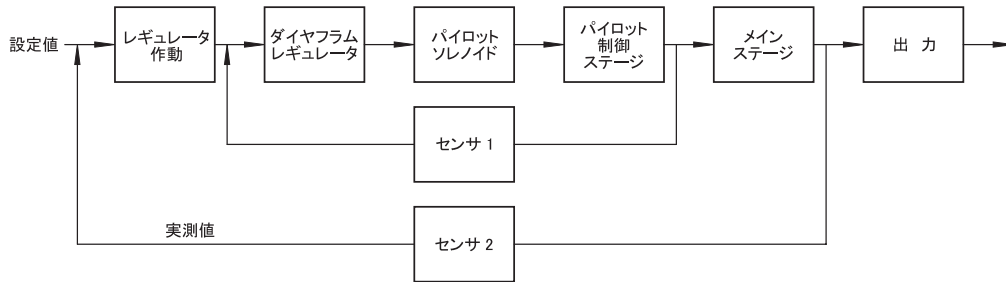 設定値
レギュレータ
作動
ダイヤフラム
レギュレータ
パイロット
ソレノイド
パイロット
制御
ステージ
メイン
ステージ
出 力
センサ 1
実測値
センサ 2